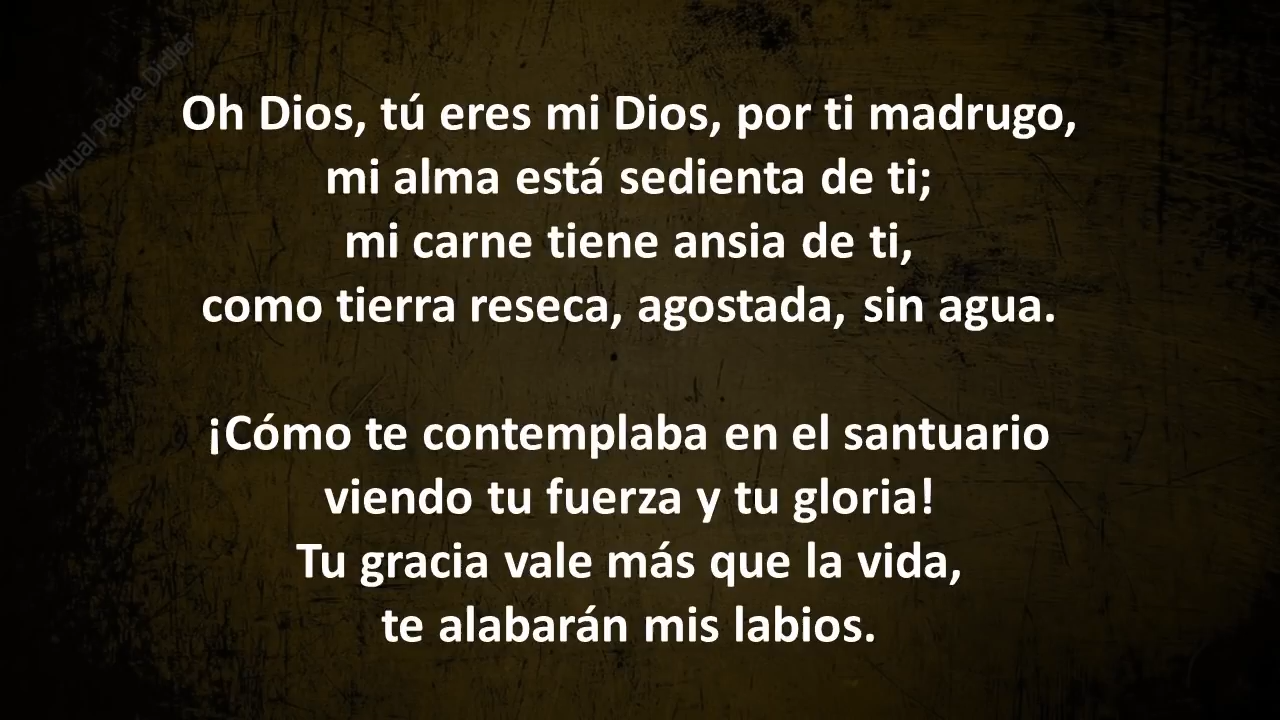 Virtual Padre Didier
Oh Dios, tú eres mi Dios, por ti madrugo,
mi alma está sedienta de ti;
mi carne tiene ansia de ti,
como tierra reseca, agostada, sin agua.
¡Cómo te contemplaba en el santuario
viendo tu fuerza y tu gloria!
Tu gracia vale más que la vida,
te alabarán mis labios.